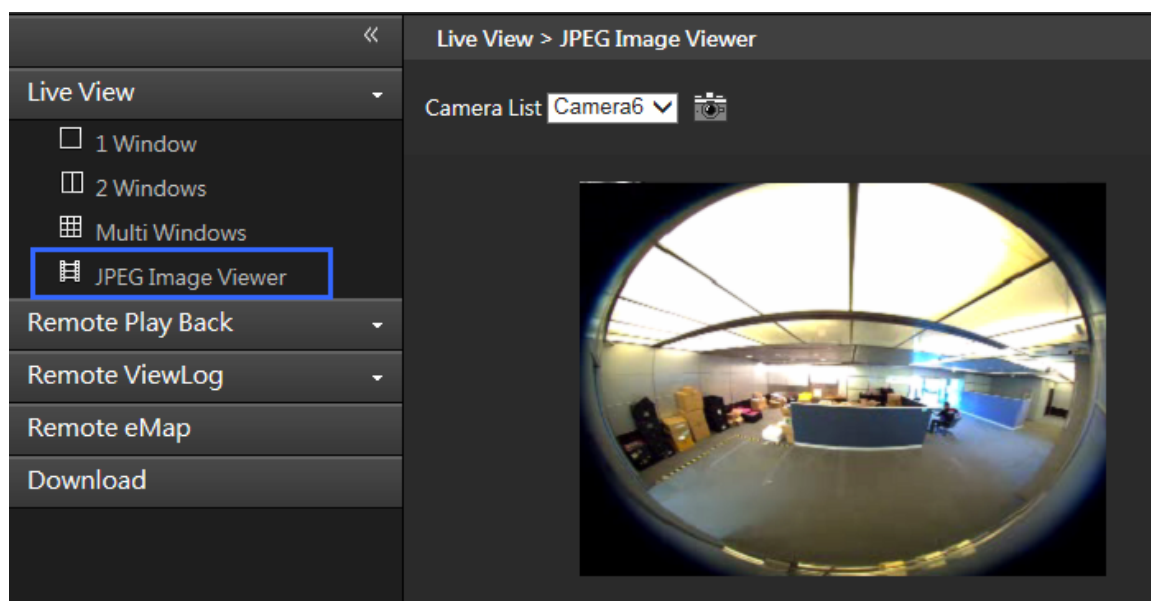 «
Live View
1 Window
2 Windows
Multi Windows
JPEG Image Viewer
Remote Play Back
Remote ViewLog
Remote eMap
Download
Live View > JPEG Image Viewer
Camera List Camera6